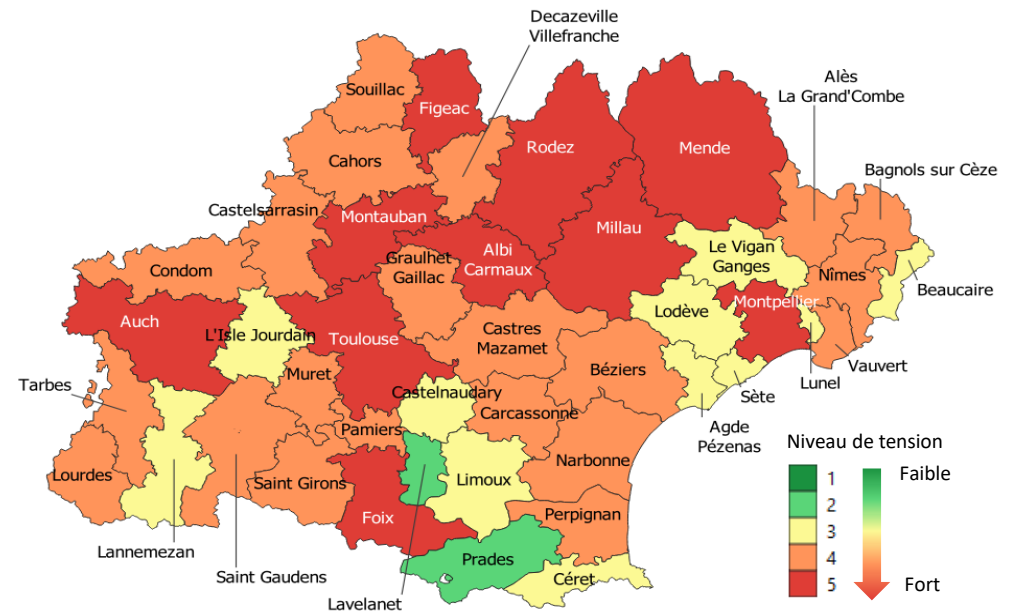 Decazeville
Villefranche
Souillac
Figeac
Alès
La Grand'Combe
Rodez
Mende
Cahors
Bagnols sur Cèze
Castelsarrasin
Montauban
Millau
Albi
Carmaux
Le Vigan
Ganges
Graulhet
Gaillac
Condom
Nîmes
Beaucaire
Auch
L'Isle Jourdain
Toulouse
Castres
Mazamet
Lodève
Montpellier
Béziers
Muret
Vauvert
Lunel
Tarbes
Castelnaudary
Sète
Carcassonne
Pamiers
Agde
Pézenas
Lourdes
Saint Girons
Limoux
Narbonne
Foix
Perpignan
Lannemezan
Prades
Saint Gaudens
Céret
Lavelanet
Niveau de tension
1
2
3
4
5
Faible
Fort